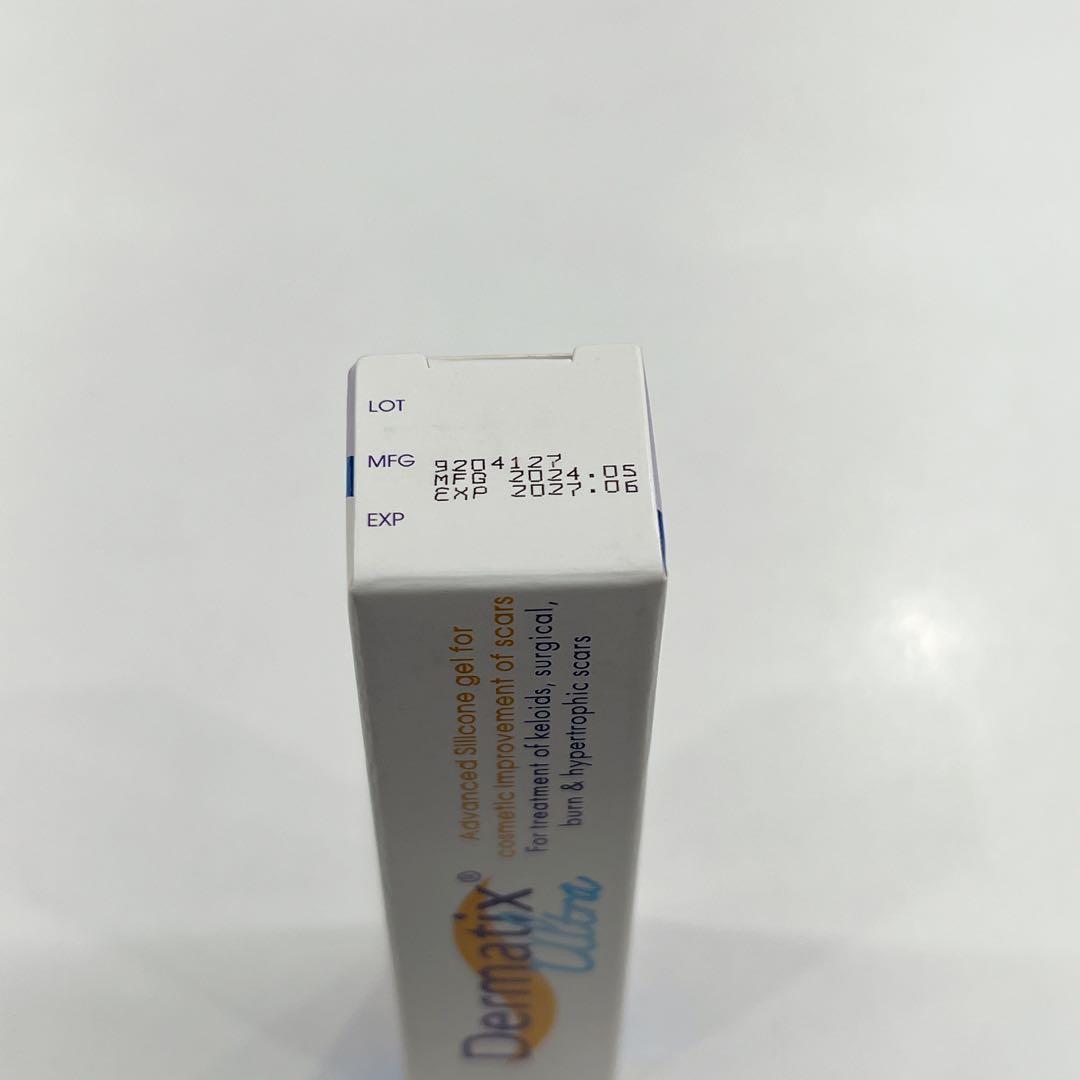 LOT
MFG
EXP
9204127
MFG 2024.05
EXP 2027.06
Advanced Silicone gel for
cosmetic improvement of scars
For treatment of keloids, surgical,
burn & hypertrophic scars
Dermatix®
Ultra